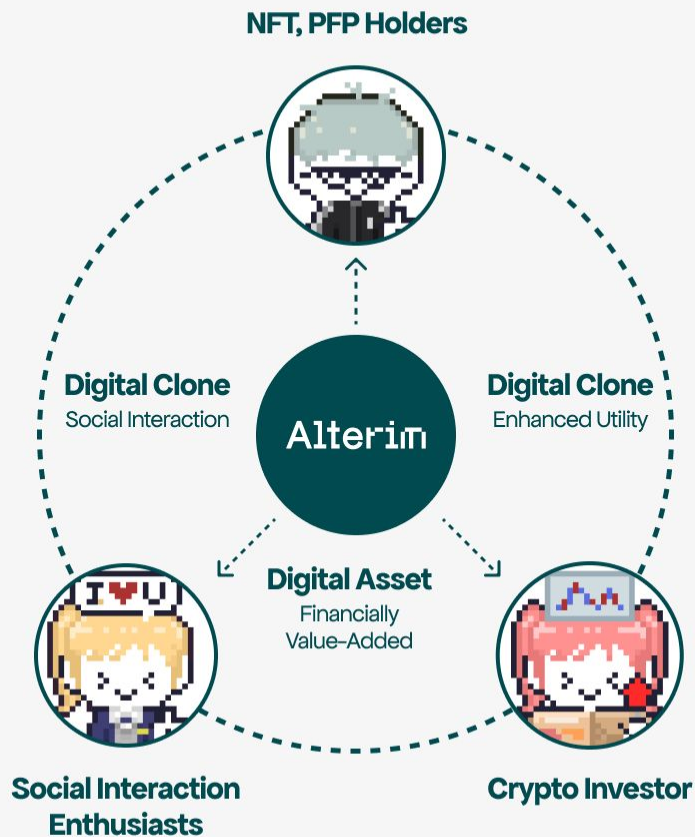 NFT, PFP Holders
Digital Clone
Social Interaction
Digital Clone
Enhanced Utility
Alterim
Digital Asset
Financially
Value-Added
I ♥ U
Social Interaction
Enthusiasts
Crypto Investor